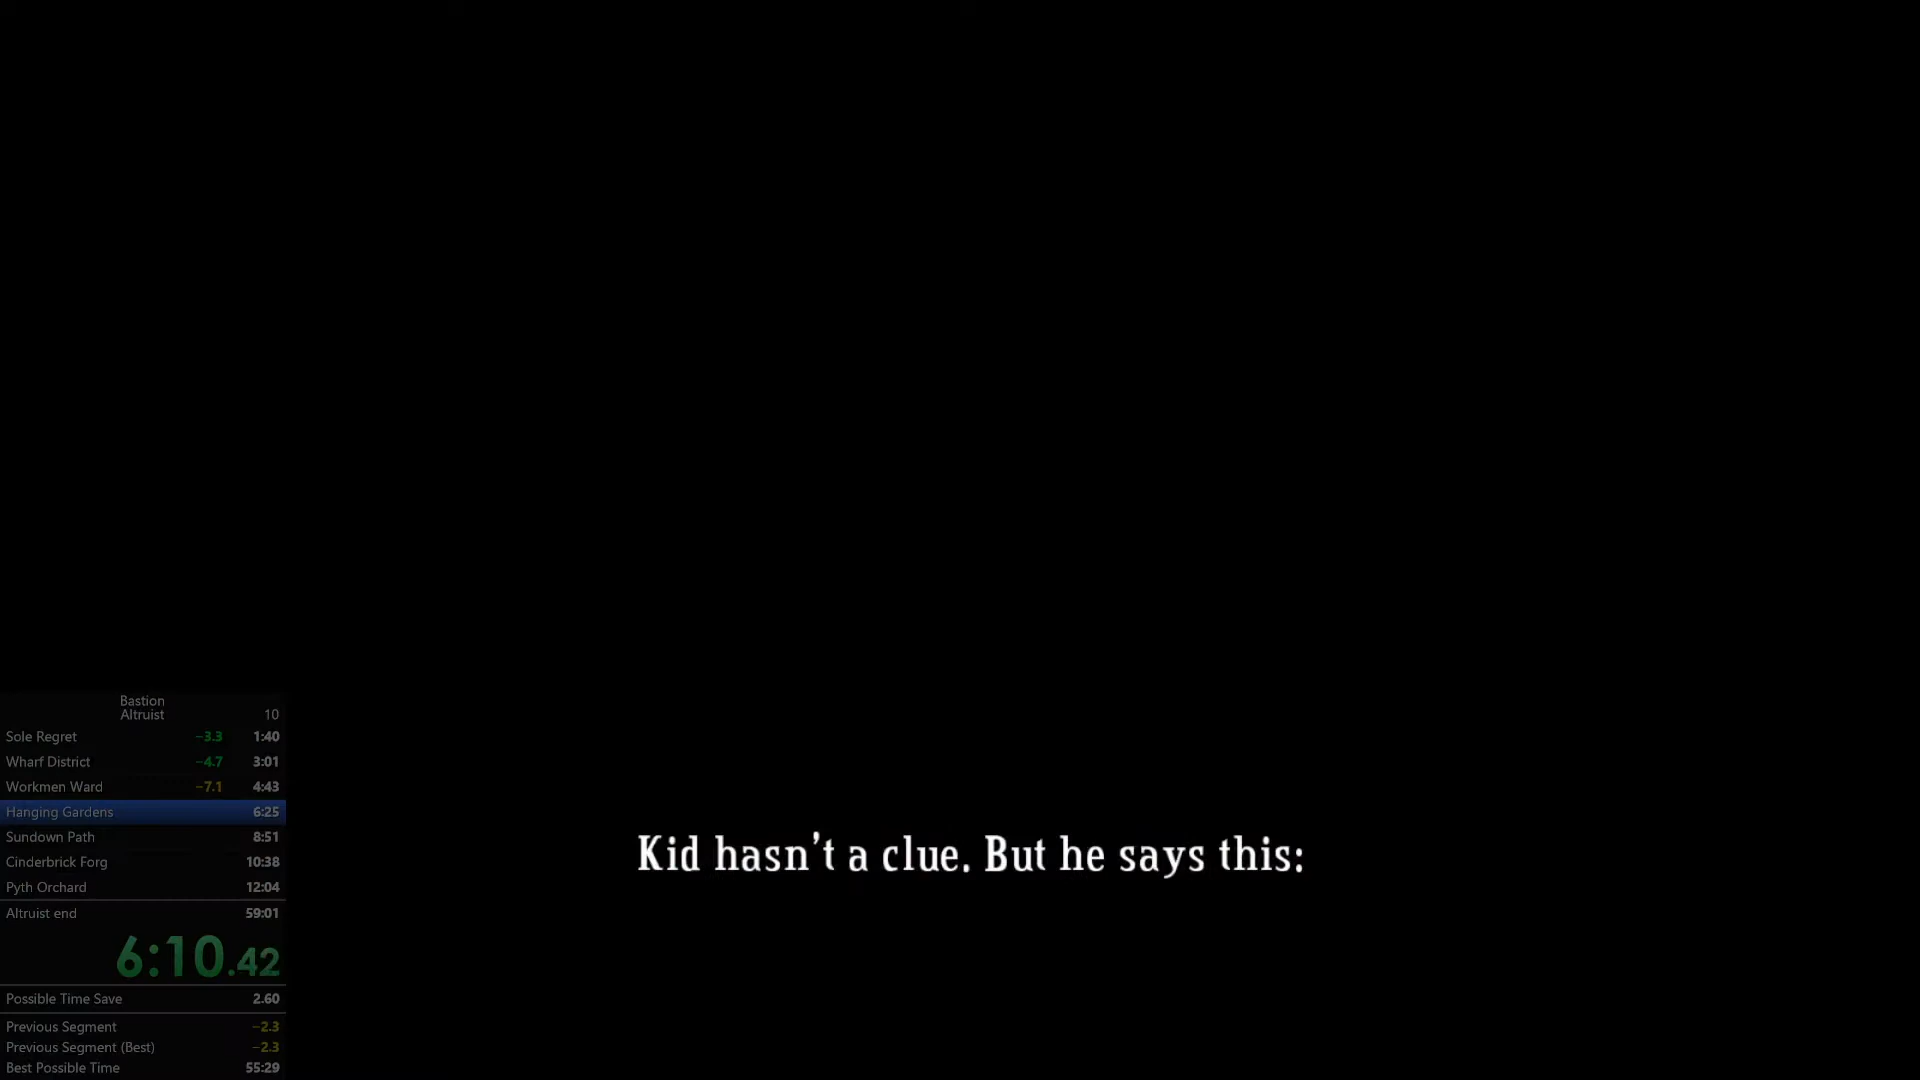 Bastion
Altruist 10
Sole Regret −3.3 1:40
Wharf District −4.7 3:01
Workmen Ward −7.1 4:43
Hanging Gardens 6:25
Sundown Path 8:51
Cinderbrick Forg 10:38
Pyth Orchard 12:04
Altruist end 59:01
6:10.42
Possible Time Save 2.60
Previous Segment −2.3
Previous Segment (Best) −2.3
Best Possible Time 55:29
Kid hasn't a clue. But he says this: